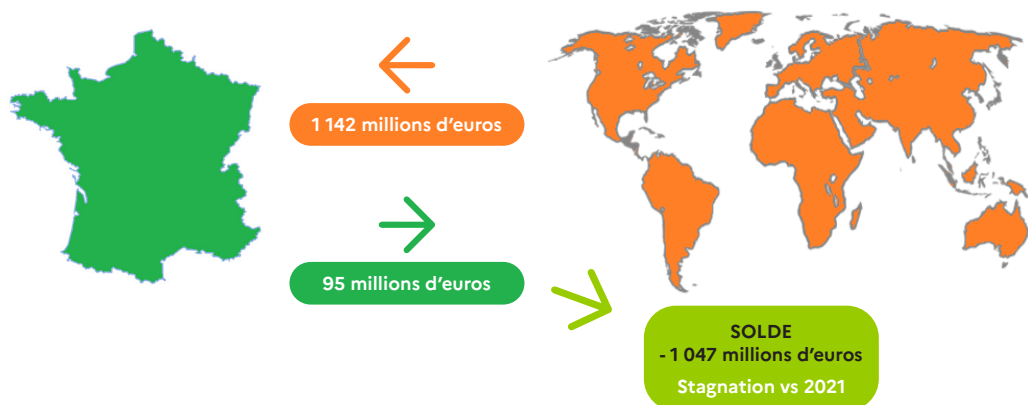 1 142 millions d'euros
95 millions d'euros
SOLDE
- 1 047 millions d'euros
Stagnation vs 2021